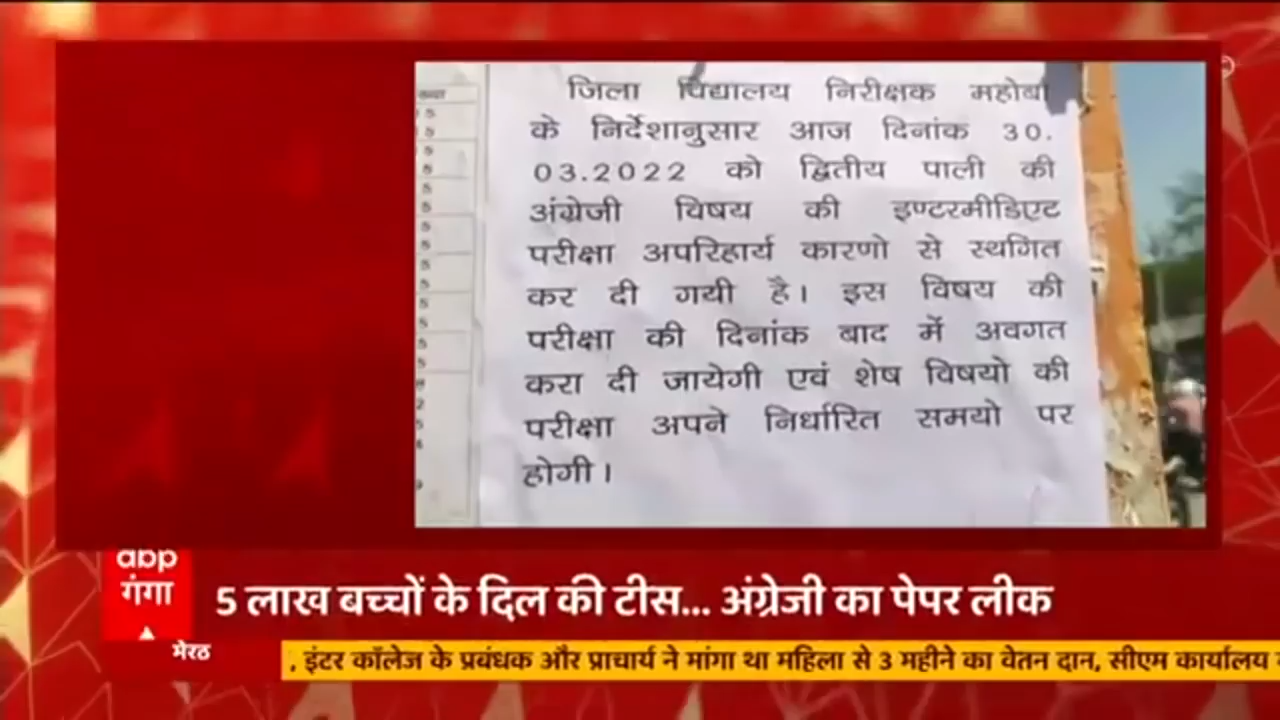 जिला विद्यालय निरीक्षक महोबा
के निर्देशानुसार आज दिनांक 30.
03.2022 को द्वितीय पाली की
अंग्रेजी विषय की इण्टरमीडिएट
परीक्षा अपरिहार्य कारणो से स्थगित
कर दी गयी है। इस विषय की
परीक्षा की दिनांक बाद में अवगत
करा दी जायेगी एवं शेष विषयो की
परीक्षा अपने निर्धारित समयो पर
होगी।
abp
गंगा
5 लाख बच्चों के दिल की टीस... अंग्रेजी का पेपर लीक
मेरठ
, इंटर कॉलेज के प्रबंधक और प्राचार्य ने मांगा था महिला से 3 महीने का वेतन दान, सीएम कार्यालय